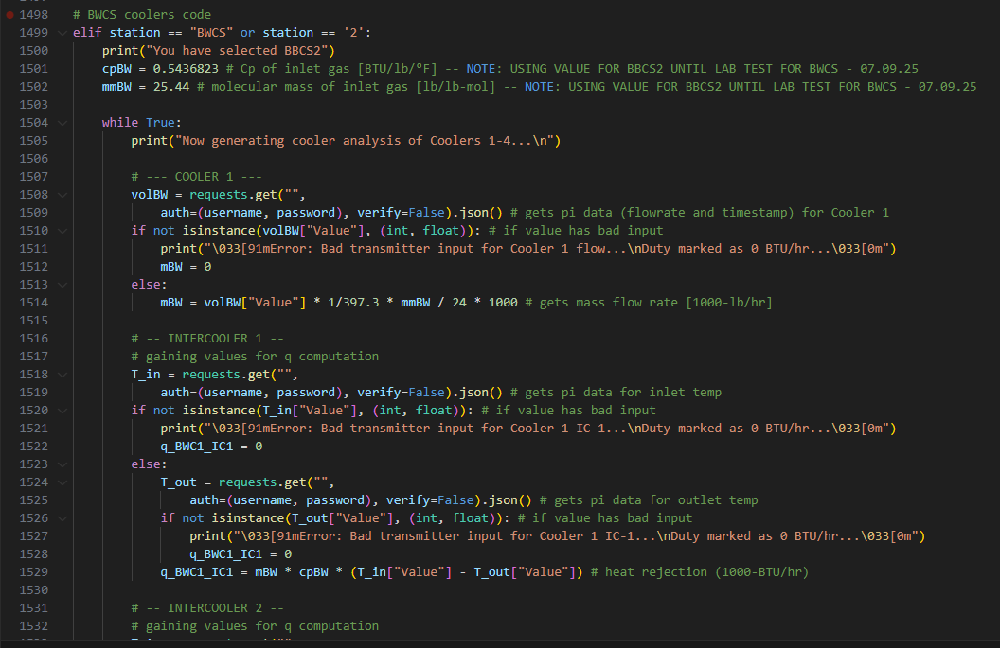 1498 # BWCS coolers code
1499 elif station == "BWCS" or station == '2':
1500 print("You have selected BBCS2")
1501 cpBW = 0.5436823 # Cp of inlet gas [BTU/lb/°F] -- NOTE: USING VALUE FOR BBCS2 UNTIL LAB TEST FOR BWCS - 07.09.25
1502 mmBW = 25.44 # molecular mass of inlet gas [lb/lb-mol] -- NOTE: USING VALUE FOR BBCS2 UNTIL LAB TEST FOR BWCS - 07.09.25
1503
1504 while True:
1505 print("Now generating cooler analysis of Coolers 1-4...\n")
1506
1507 # --- COOLER 1 ---
1508 volBW = requests.get("",
1509 auth=(username, password), verify=False).json() # gets pi data (flowrate and timestamp) for Cooler 1
1510 if not isinstance(volBW["Value"], (int, float)): # if value has bad input
1511 print("\033[91mError: Bad transmitter input for Cooler 1 flow...\nDuty marked as 0 BTU/hr...\033[0m")
1512 mBW = 0
1513 else:
1514 mBW = volBW["Value"] * 1/397.3 * mmBW / 24 * 1000 # gets mass flow rate [1000-lb/hr]
1515
1516 # -- INTERCOOLER 1 --
1517 # gaining values for q computation
1518 T_in = requests.get("",
1519 auth=(username, password), verify=False).json() # gets pi data for inlet temp
1520 if not isinstance(T_in["Value"], (int, float)): # if value has bad input
1521 print("\033[91mError: Bad transmitter input for Cooler 1 IC-1...\nDuty marked as 0 BTU/hr...\033[0m")
1522 q_BWC1_IC1 = 0
1523 else:
1524 T_out = requests.get("",
1525 auth=(username, password), verify=False).json() # gets pi data for outlet temp
1526 if not isinstance(T_out["Value"], (int, float)): # if value has bad input
1527 print("\033[91mError: Bad transmitter input for Cooler 1 IC-1...\nDuty marked as 0 BTU/hr...\033[0m")
1528 q_BWC1_IC1 = 0
1529 q_BWC1_IC1 = mBW * cpBW * (T_in["Value"] - T_out["Value"]) # heat rejection (1000-BTU/hr)
1530
1531 # -- INTERCOOLER 2 --
1532 # gaining values for q computation